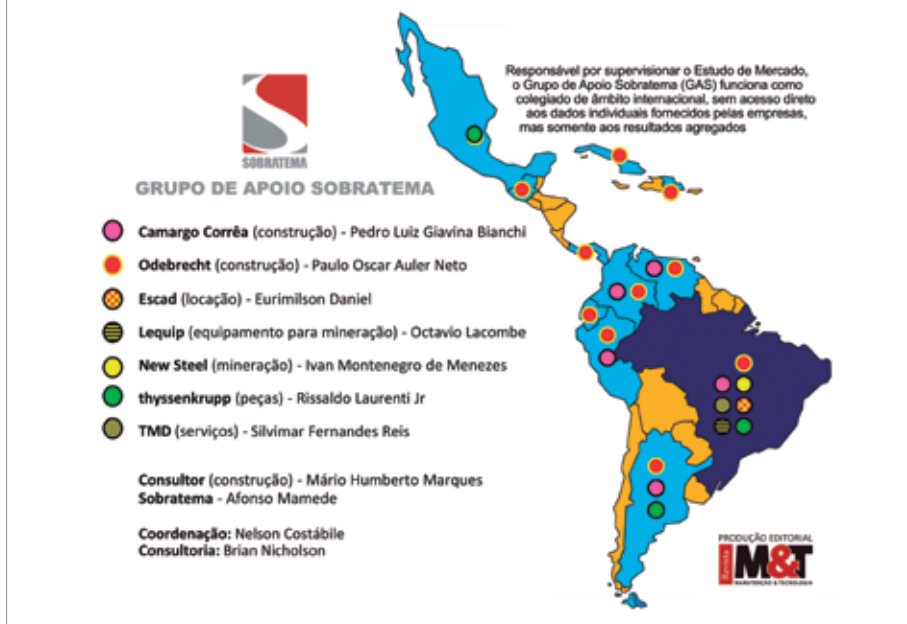 Responsável por supervisionar o Estudo de Mercado,
o Grupo de Apoio Sobratema (GAS) funciona como
colegiado de âmbito internacional, sem acesso direto
aos dados individuais fornecidos pelas empresas,
mas somente aos resultados agregados
SOBRATEMA
GRUPO DE APOIO SOBRATEMA
Camargo Corrêa (construção) - Pedro Luiz Giavina Bianchi
Odebrecht (construção) - Paulo Oscar Auler Neto
Escad (locação) - Eurimilson Daniel
Lequip (equipamento para mineração) - Octavio Lacombe
New Steel (mineração) - Ivan Montenegro de Menezes
thyssenkrupp (peças) - Rissaldo Laurenti Jr
TMD (serviços) - Silvimar Fernandes Reis
Consultor (construção) - Mário Humberto Marques
Sobratema - Afonso Mamede
Coordenação: Nelson Costábile
Consultoria: Brian Nicholson
PRODUÇÃO EDITORIAL
Revista
M&T
MANUTENÇÃO & TECNOLOGIA